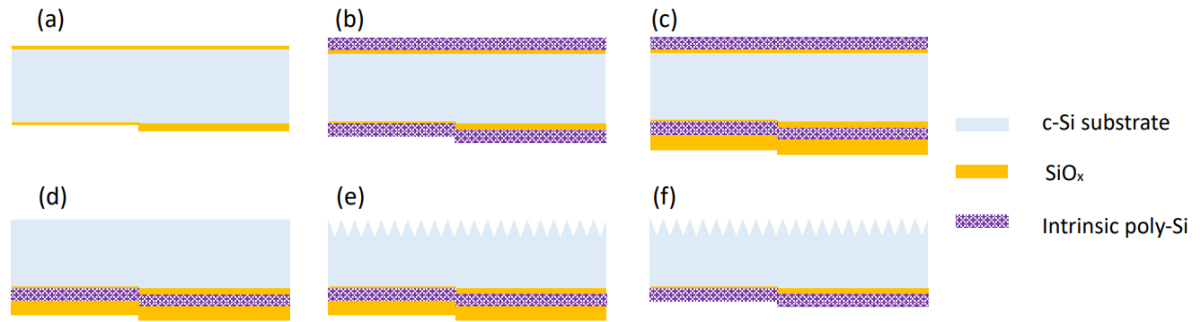 (a)
(b)
(c)
c-Si substrate
SiOₓ
Intrinsic poly-Si
(d)
(e)
(f)